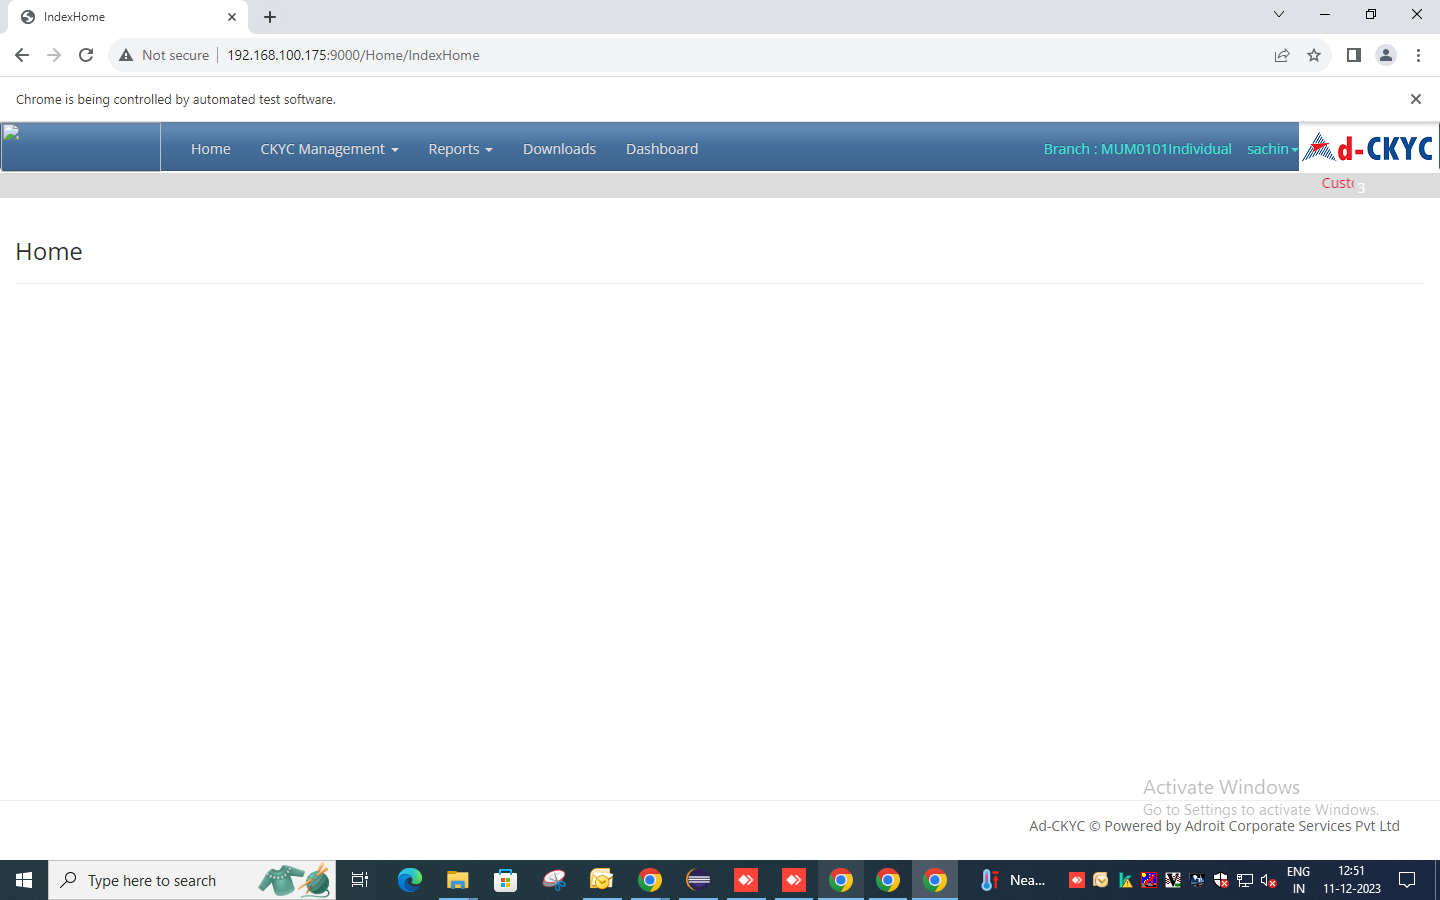 IndexHome
Not secure
192.168.100.175:9000/Home/IndexHome
Chrome is being controlled by automated test software.
Home CKYC Management Reports Downloads Dashboard Branch : MUM0101Individual sachin d-CKYC
3
Home
Activate Windows
Go to Settings to activate Windows.
Ad-CKYC © Powered by Adroit Corporate Services Pvt Ltd
Type here to search
Nea...
ENG
IN
12:51
11-12-2023